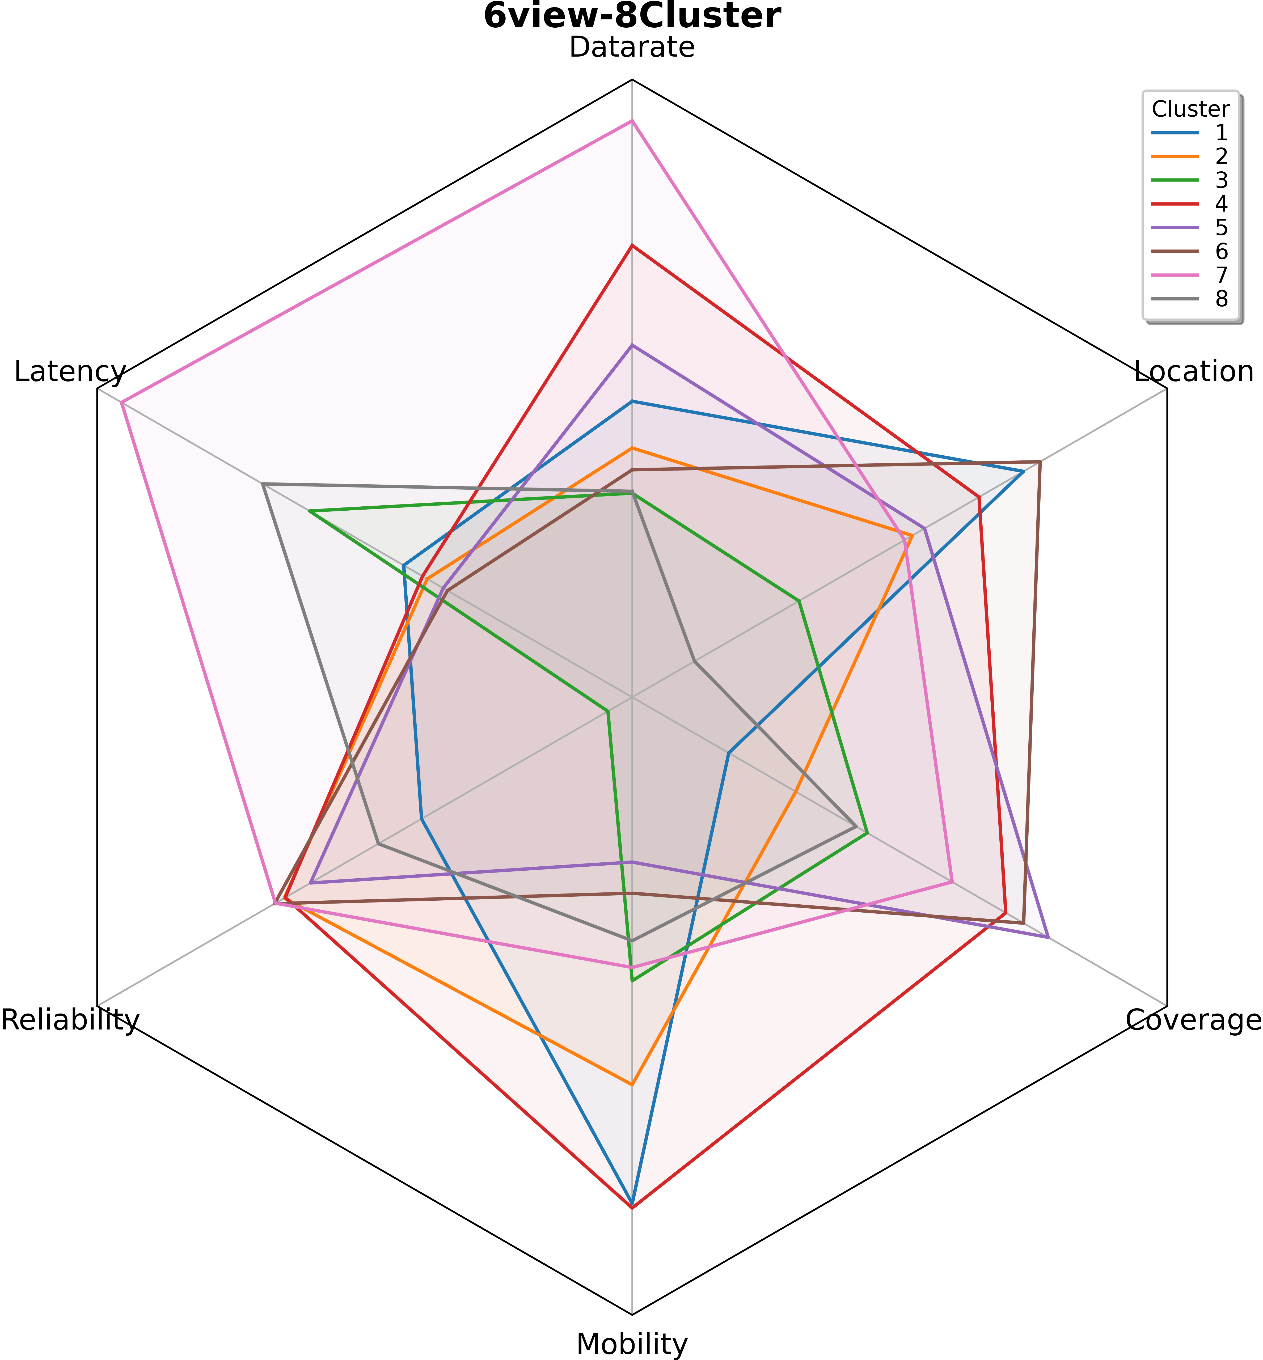 6view-8Cluster
Datarate
Cluster
1
2
3
4
5
6
7
8
Latency
Location
Reliability
Coverage
Mobility